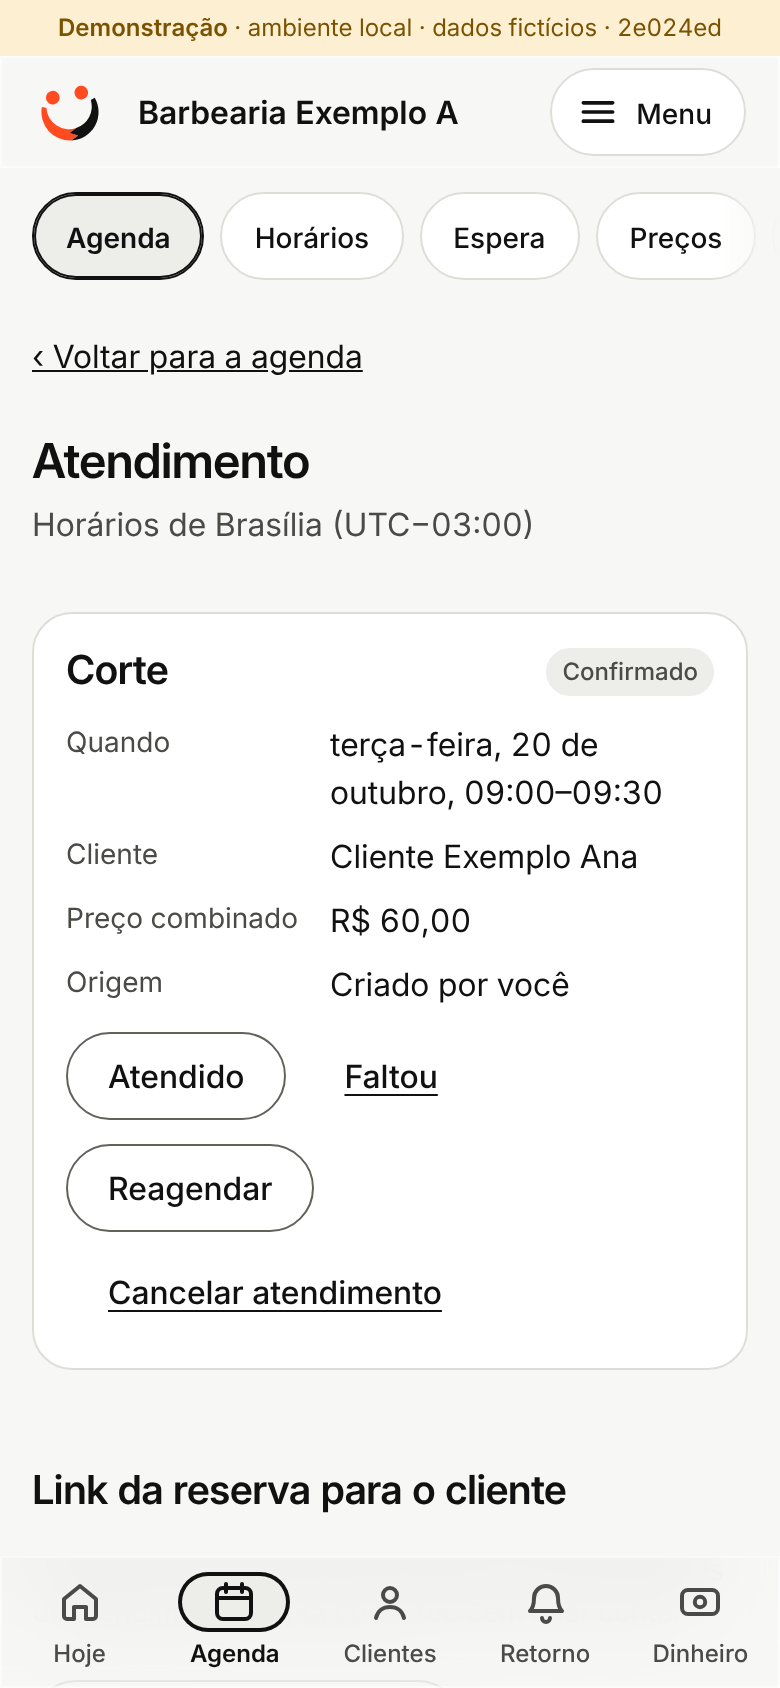 Demonstração · ambiente local · dados fictícios · 2e024ed
Barbearia Exemplo A
Menu
Agenda
Horários
Espera
Preços
‹ Voltar para a agenda
Atendimento
Horários de Brasília (UTC−03:00)
Corte
Confirmado
Quando
terça-feira, 20 de
outubro, 09:00–09:30
Cliente
Cliente Exemplo Ana
Preço combinado
R$ 60,00
Origem
Criado por você
Atendido
Faltou
Reagendar
Cancelar atendimento
Link da reserva para o cliente
Hoje
Agenda
Clientes
Retorno
Dinheiro